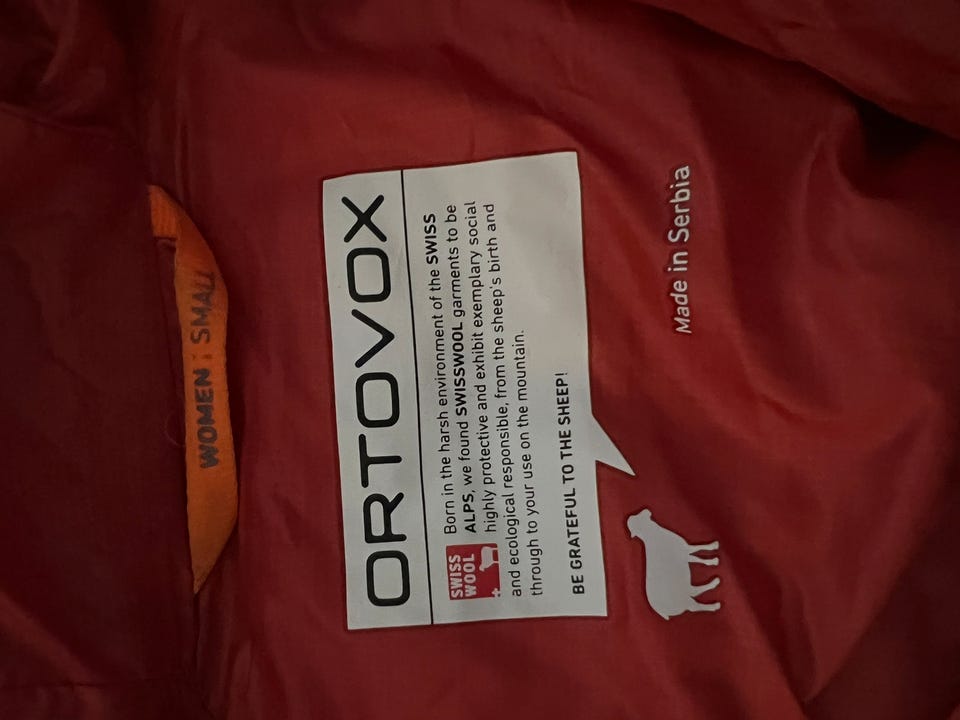 WOMEN : SMALL
ORTOVOX
SWISS
WOOL
Born in the harsh environment of the SWISS
ALPS, we found SWISSWOOL garments to be
highly protective and exhibit exemplary social
and ecological responsible, from the sheep's birth and
through to your use on the mountain.
BE GRATEFUL TO THE SHEEP!
Made in Serbia